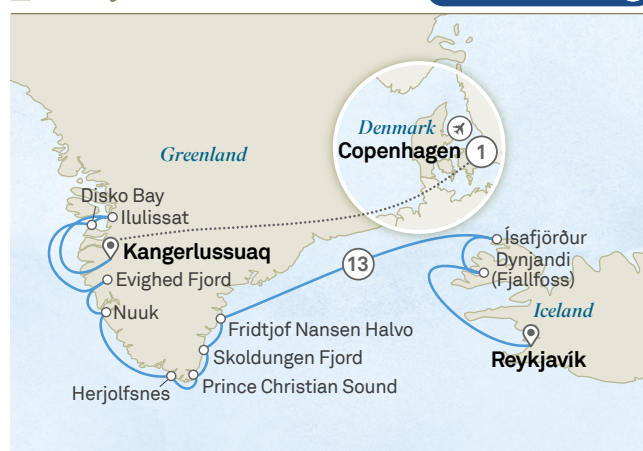 Denmark
Copenhagen
1
Greenland
Disko Bay
Ilulissat
Kangerlussuaq
Ísafjörður
Dynjandi
(Fjallfoss)
13
Evighed Fjord
Nuuk
Iceland
Fridtjof Nansen Halvo
Skoldungen Fjord
Reykjavík
Prince Christian Sound
Herjolfsnes